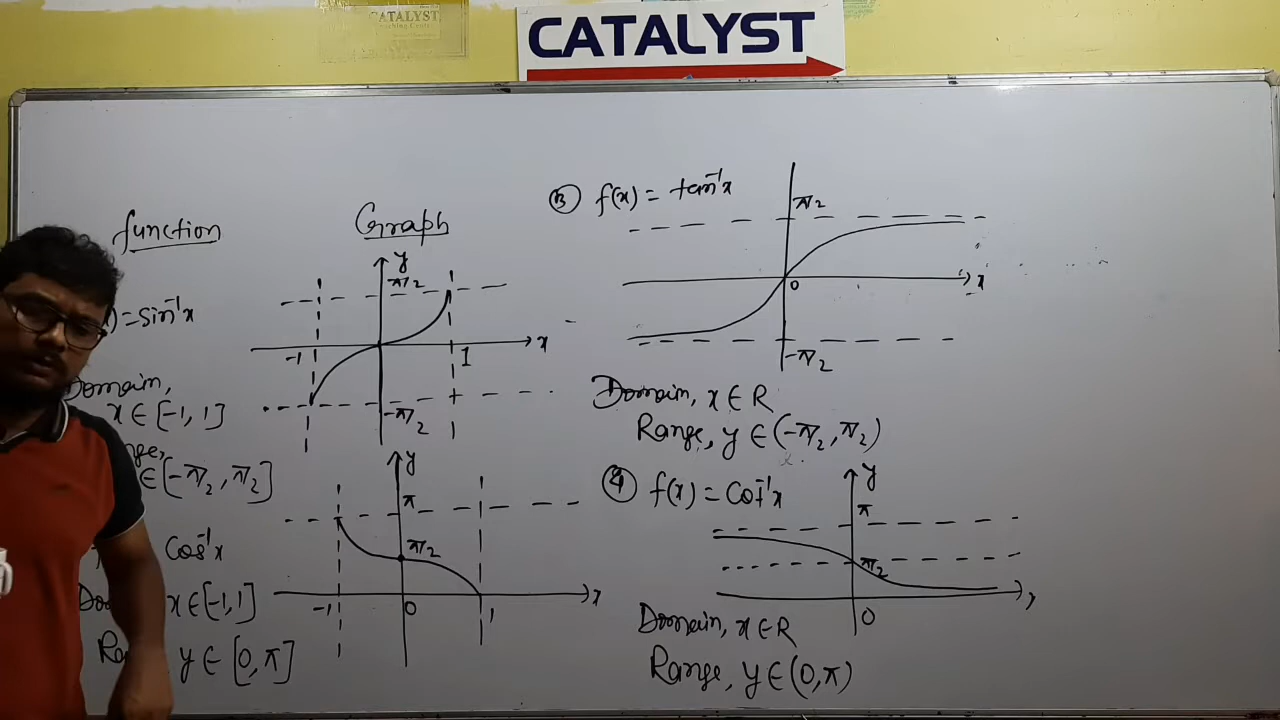 CATALYST
CATALYST
function
Graph
)=sin⁻¹x
Domain,
x∈[-1, 1]
nge,
∈[-π/2, π/2]
y
π/2
-1
1
x
-π/2
Cos⁻¹x
x∈[-1,1]
y∈[0,π]
y
π
π/2
-1
0
1
x
③ f(x) = tan⁻¹x
π/2
0
x
-π/2
Domain, x∈R
Range, y∈(-π/2, π/2)
④ f(x) = Cot⁻¹x
y
π
π/2
0
Domain, x∈R
Range, y∈(0,π)